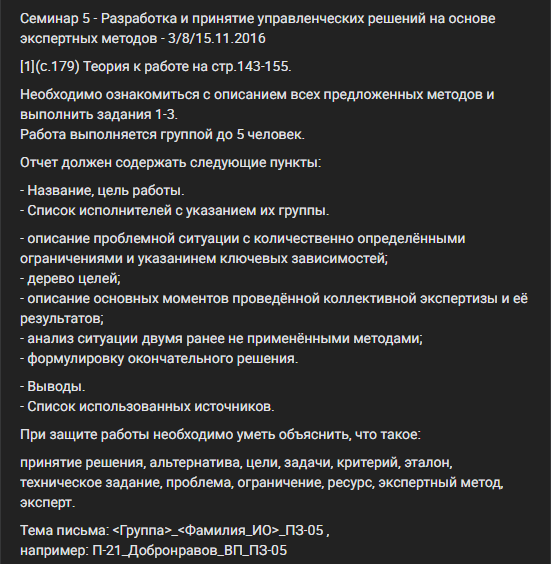 Семинар 5 - Разработка и принятие управленческих решений на основе
экспертных методов - 3/8/15.11.2016
[1](с.179) Теория к работе на стр.143-155.
Необходимо ознакомиться с описанием всех предложенных методов и
выполнить задания 1-3.
Работа выполняется группой до 5 человек.
Отчет должен содержать следующие пункты:
- Название, цель работы.
- Список исполнителей с указанием их группы.
- описание проблемной ситуации с количественно определёнными
ограничениями и указанинем ключевых зависимостей;
- дерево целей;
- описание основных моментов проведённой коллективной экспертизы и её
результатов;
- анализ ситуации двумя ранее не применёнными методами;
- формулировку окончательного решения.
- Выводы.
- Список использованных источников.
При защите работы необходимо уметь объяснить, что такое:
принятие решения, альтернатива, цели, задачи, критерий, эталон,
техническое задание, проблема, ограничение, ресурс, экспертный метод,
эксперт.
Тема письма: <Группа>_<Фамилия_ИО>_ПЗ-05 ,
например: П-21_Добронравов_ВП_ПЗ-05